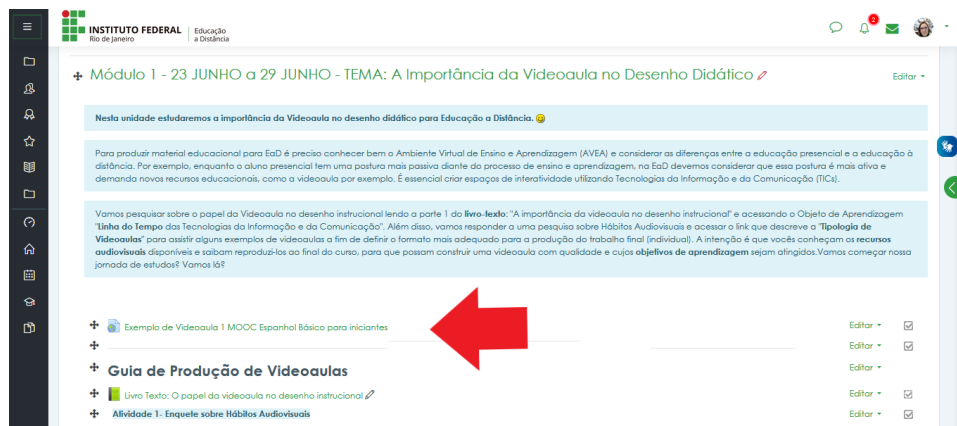 INSTITUTO FEDERAL
Rio de Janeiro
Educação
a Distância
2
Módulo 1 - 23 JUNHO a 29 JUNHO - TEMA: A Importância da Videoaula no Desenho Didático
Editar
Nesta unidade estudaremos a importância da Videoaula no desenho didático para Educação a Distância.
Para produzir material educacional para EaD é preciso conhecer bem o Ambiente Virtual de Ensino e Aprendizagem (AVEA) e considerar as diferenças entre a educação presencial e a educação à
distância. Por exemplo, enquanto o aluno presencial tem uma postura mais passiva diante do processo de ensino e aprendizagem, na EaD devemos considerar que essa postura é mais ativa e
demanda novos recursos educacionais, como a videoaula por exemplo. É essencial criar espaços de interatividade utilizando Tecnologias da Informação e da Comunicação (TICs).
Vamos pesquisar sobre o papel da Videoaula no desenho instrucional lendo a parte 1 do livro-texto: "A importância da videoaula no desenho instrucional" e acessando o Objeto de Aprendizagem
"Linha do Tempo das Tecnologias da Informação e da Comunicação". Além disso, vamos responder a uma pesquisa sobre Hábitos Audiovisuais e acessar o link que descreve a "Tipologia de
Videoaulas" para assistir alguns exemplos de videoaulas a fim de definir o formato mais adequado para a produção do trabalho final (individual). A intenção é que vocês conheçam os recursos
audiovisuais disponíveis e saibam reproduzi-los ao final do curso, para que possam construir uma videoaula com qualidade e cujos objetivos de aprendizagem sejam atingidos.Vamos começar nossa
jornada de estudos? Vamos lá?
Exemplo de Videoaula 1 MOOC Espanhol Básico para iniciantes
Editar
Editar
Guia de Produção de Videoaulas
Editar
Livro Texto: O papel da videoaula no desenho instrucional
Editar
Atividade 1- Enquete sobre Hábitos Audiovisuais
Editar